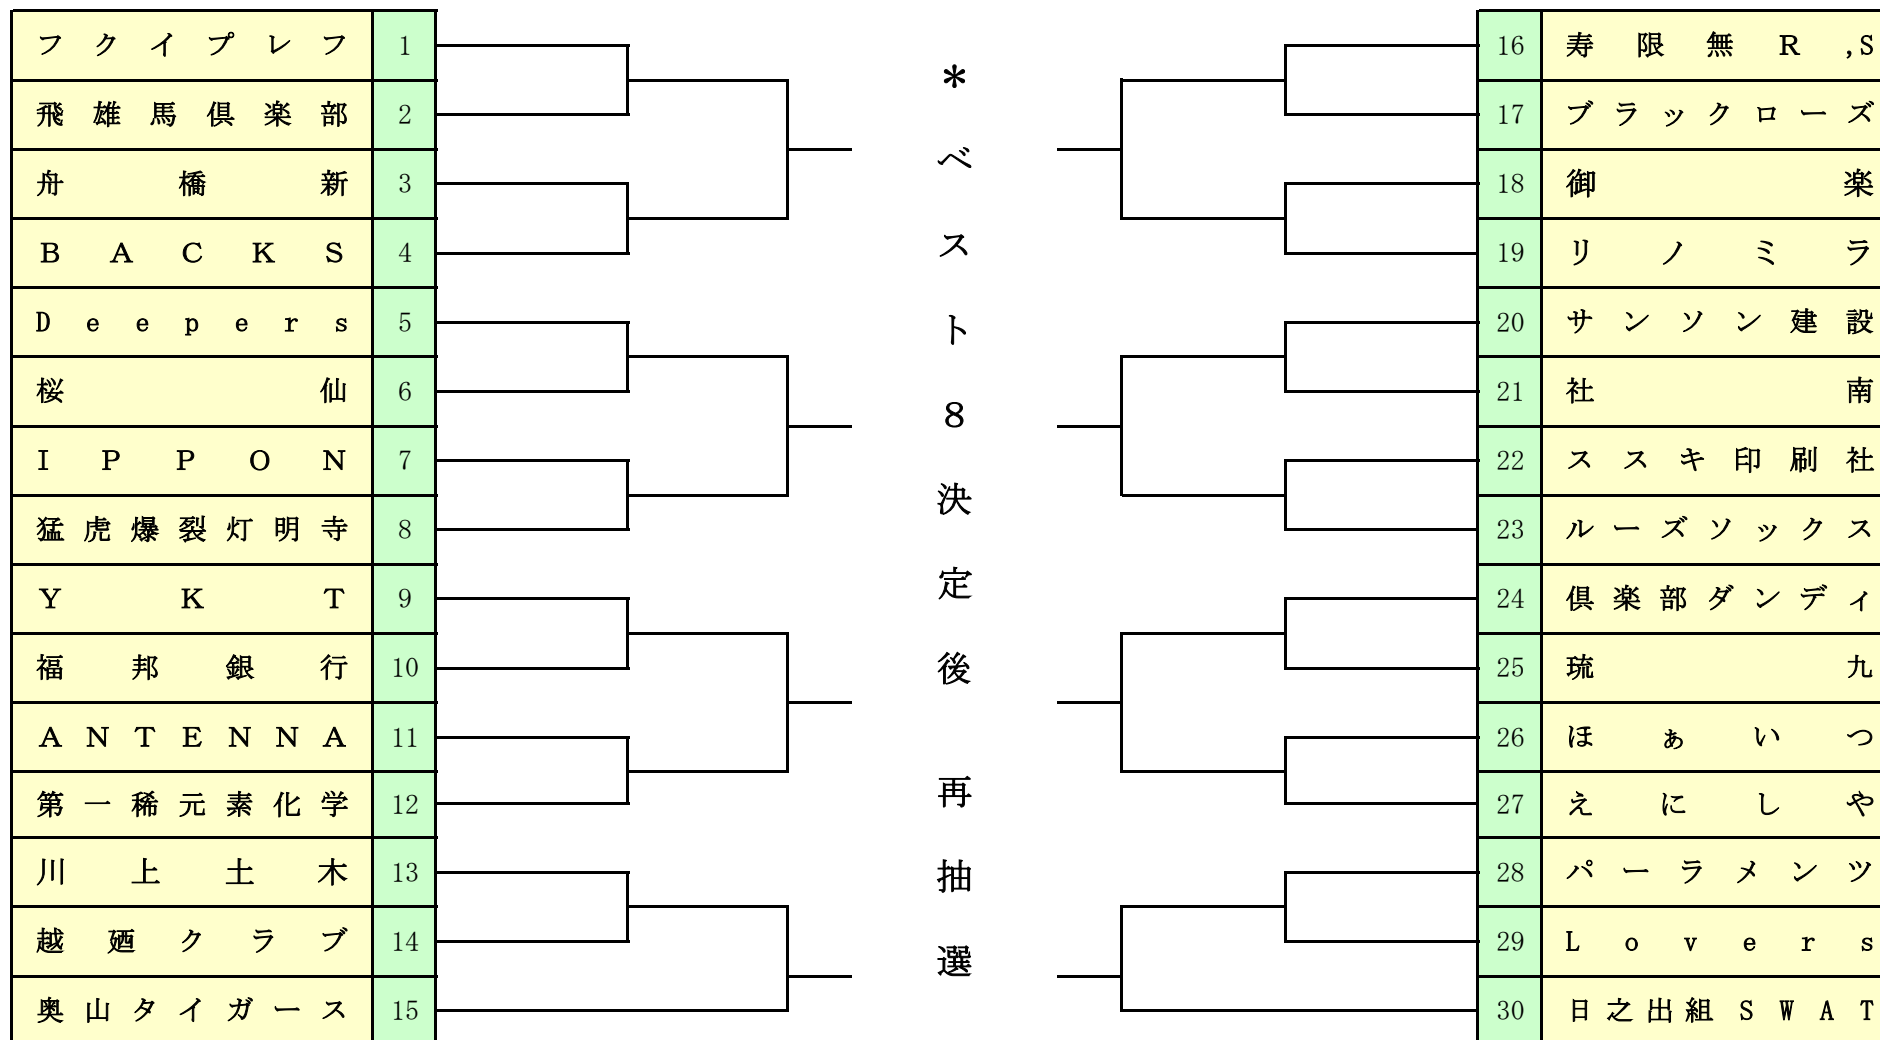 フクイプレフ 1
飛雄馬倶楽部 2
舟橋新 3
BACKS 4
Deepers 5
桜仙 6
IPPON 7
猛虎爆裂灯明寺 8
YKT 9
福邦銀行 10
ANTENNA 11
第一稀元素化学 12
川上土木 13
越廼クラブ 14
奥山タイガース 15
*ベスト8決定後 再抽選
16 寿限無R,S
17 ブラックローズ
18 御楽
19 リノミラ
20 サンソン建設
21 社南
22 ススキ印刷社
23 ルーズソックス
24 倶楽部ダンディ
25 琉九
26 ほぁいつ
27 えにしや
28 パーラメンツ
29 Lovers
30 日之出組SWAT